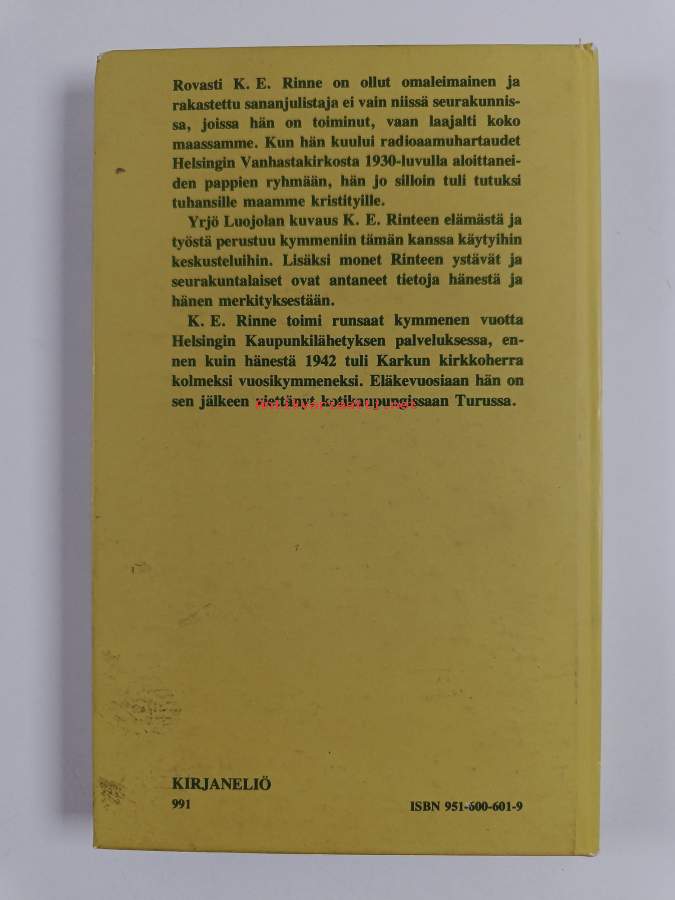 Rovasti K. E. Rinne on ollut omaleimainen ja
rakastettu sananjulistaja ei vain niissä seurakunnis-
sa, joissa hän on toiminut, vaan laajalti koko
maassamme. Kun hän kuului radioaamuhartaudet
Helsingin Vanhastakirkosta 1930-luvulla aloittanei-
den pappien ryhmään, hän jo silloin tuli tutuksi
tuhansille maamme kristityille.
Yrjö Luojolan kuvaus K. E. Rinteen elämästä ja
työstä perustuu kymmeniin tämän kanssa käytyihin
keskusteluihin. Lisäksi monet Rinteen ystävät ja
seurakuntalaiset ovat antaneet tietoja hänestä ja
hänen merkityksestään.
K. E. Rinne toimi runsaat kymmenen vuotta
Helsingin Kaupunkilähetyksen palveluksessa, en-
nen kuin hänestä 1942 tuli Karkun kirkkoherra
kolmeksi vuosikymmeneksi. Eläkevuosiaan hän on
sen jälkeen viettänyt kotikaupungissaan Turussa.
Antikvariaatti.net
KIRJANELIÖ
991 ISBN 951-600-601-9